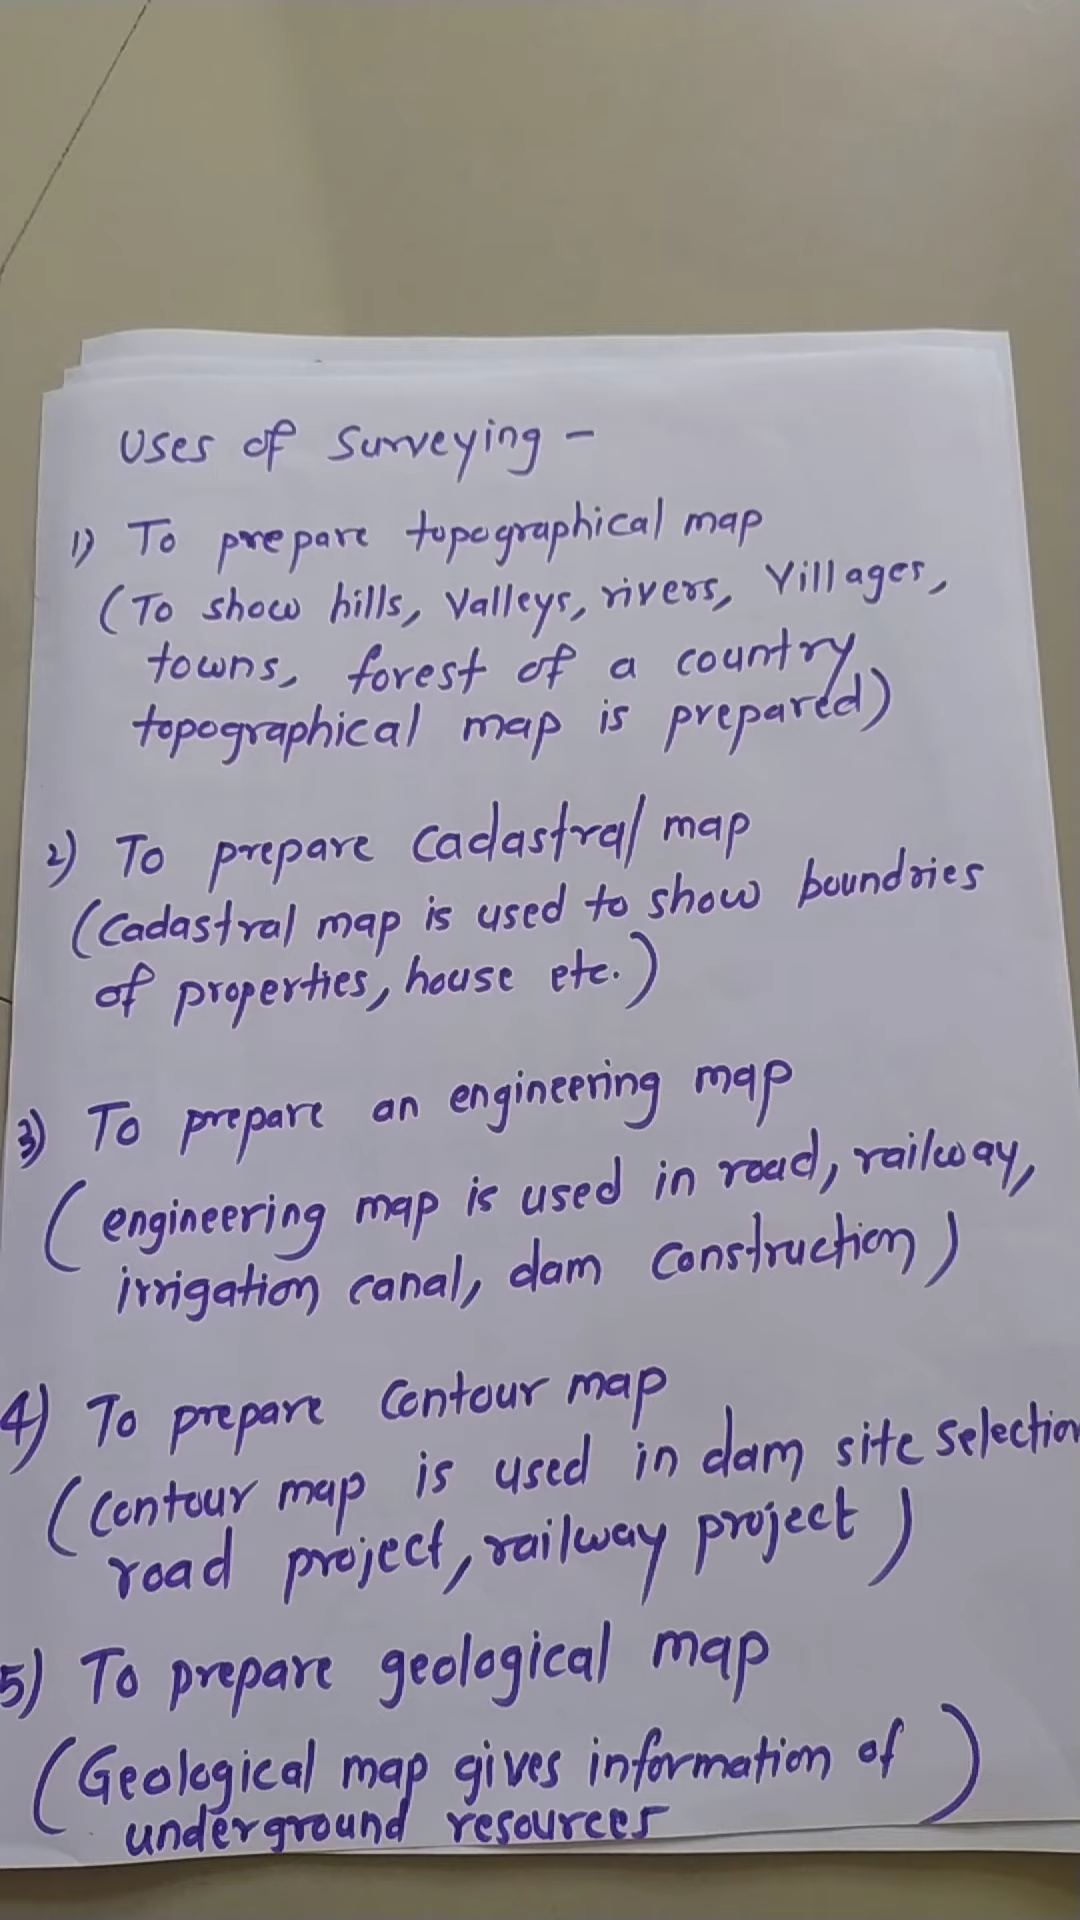 Uses of Surveying -
1) To prepare topographical map
(To show hills, Valleys, rivers, Villages,
towns, forest of a country
topographical map is prepared)
2) To prepare Cadastral map
(Cadastral map is used to show boundries
of properties, house etc.)
3) To prepare an engineering map
(engineering map is used in road, railway,
irrigation canal, dam construction)
4) To prepare Contour map
(Contour map is used in dam site selection
road project, railway project)
5) To prepare geological map
(Geological map gives information of
underground resources)